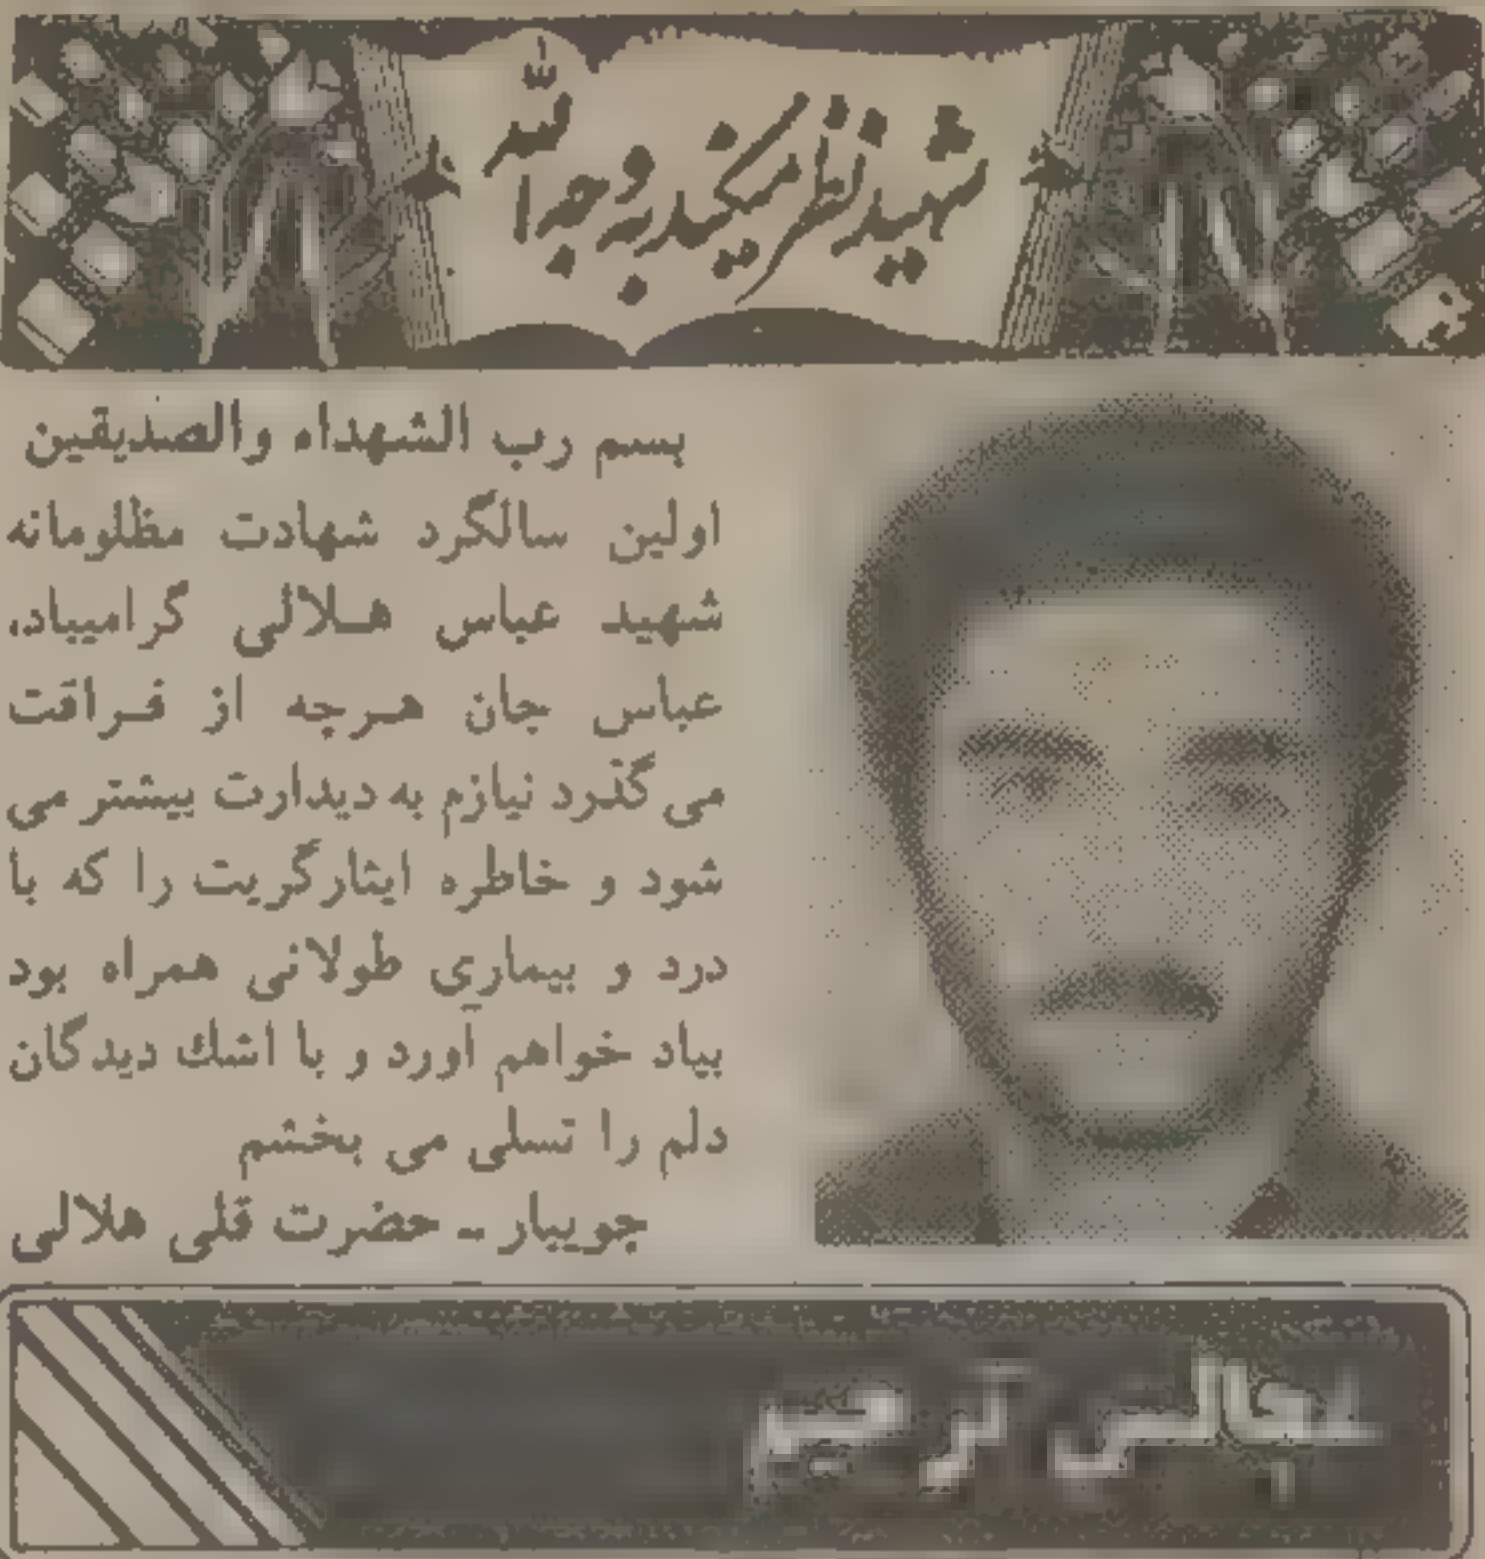 شهید نظر میکند به وجه الله
بسم رب الشهداء والصدیقین
اولین سالگرد شهادت مظلومانه
شهید عباس هلالی گرامیباد.
عباس جان هرچه از فراقت
می گذرد نیازم به دیدارت بیشتر می
شود و خاطره ایثارگریت را که با
درد و بیماری طولانی همراه بود
بیاد خواهم آورد و با اشك دیدگان
دلم را تسلی می بخشم
جویبار ـ حضرت قلی هلالی
مجالس ترحیم